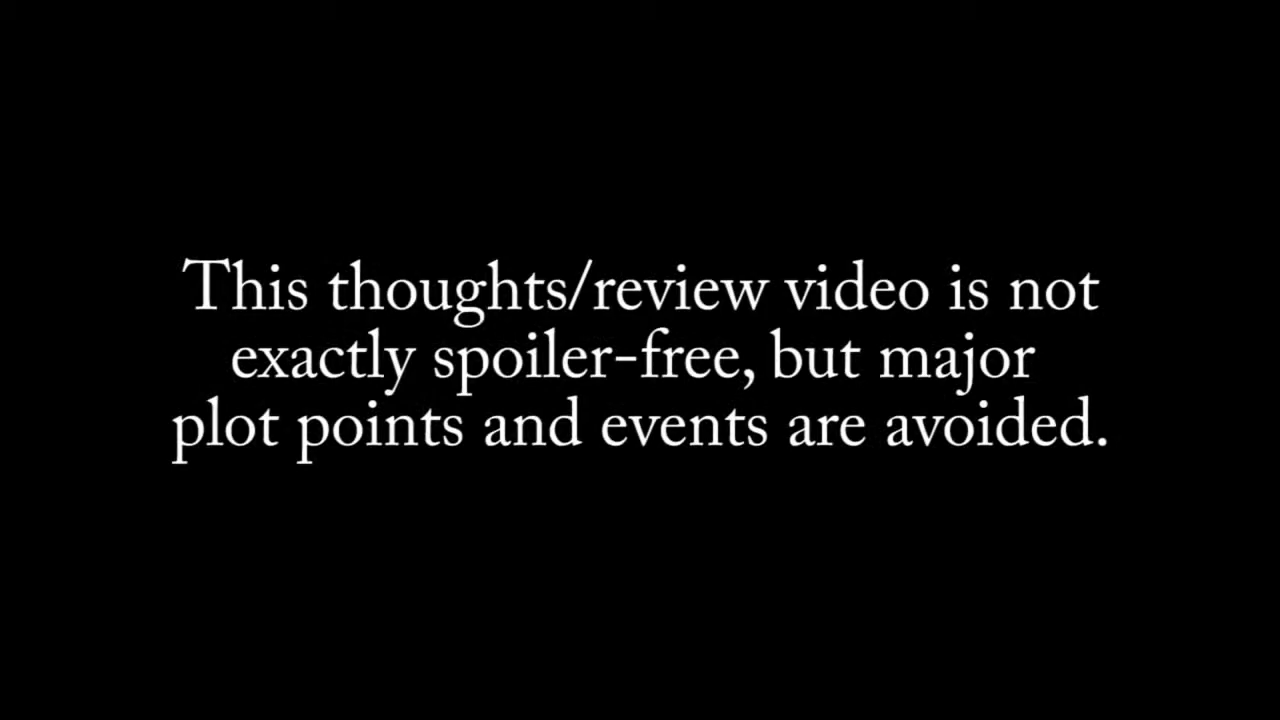 This thoughts/review video is not
exactly spoiler-free, but major
plot points and events are avoided.